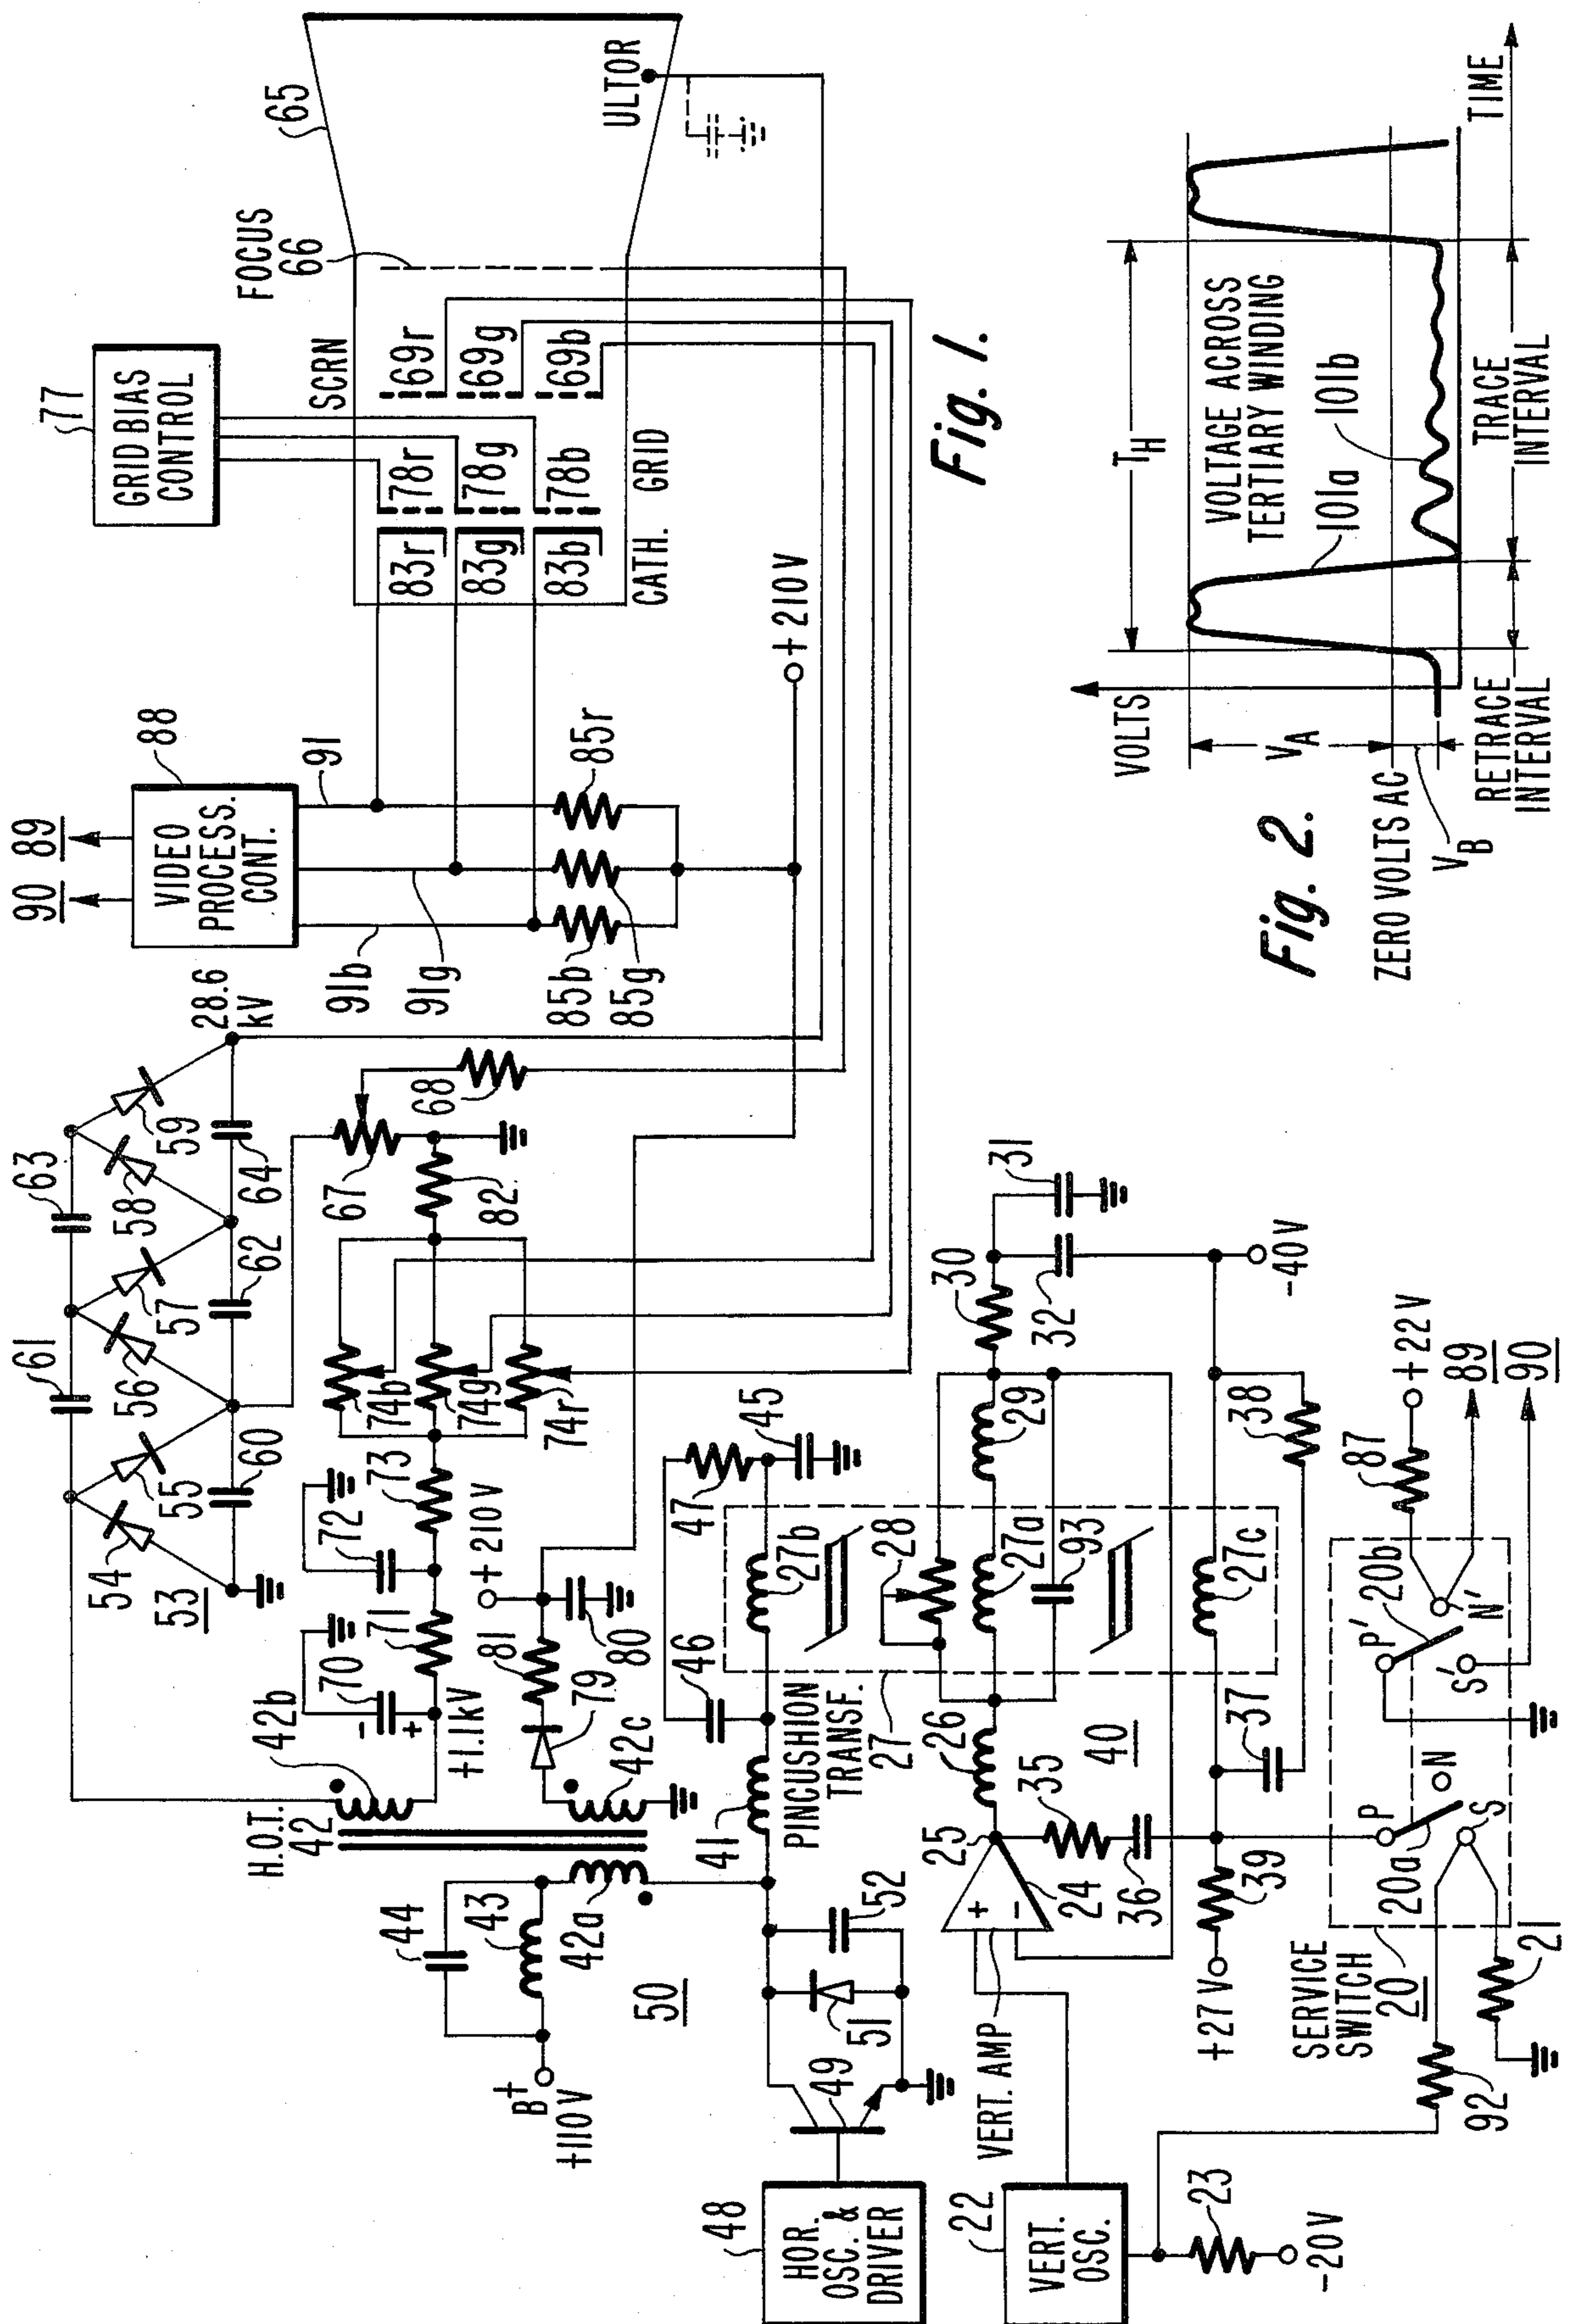 77
GRID BIAS
CONTROL
65
FOCUS
66
SCRN
69r
69g
69b
ULTOR
78r
78g
78b
83r
83g
83b
CATH.
GRID
90
89
88
VIDEO
PROCESS.
CONT.
91
91b
91g
85b
85g
85r
+210V
61
63
54
55
56
57
58
59
53
60
62
64
28.6
kV
67
68
H.O.T.
42
42b
70
-
+
71
72
73
74b
74g
74r
82
+1.1kV
+210V
79
81
80
42c
44
43
42a
B+
+110V
50
41
46
47
45
27b
48
HOR.
OSC. &
DRIVER
49
51
52
PINCUSHION
TRANSF.
27
28
26
27a
29
30
31
32
93
40
VERT. AMP
25
+
-
24
35
36
-40V
22
VERT.
OSC.
23
-20V
+27V
39
37
27c
38
SERVICE
SWITCH
20
20a
P
N
S
P'
20b
N'
S'
87
+22V
89
90
92
21
Fig. 1.
VOLTS
TH
VOLTAGE ACROSS
TERTIARY WINDING
101a
101b
VA
ZERO VOLTS AC
VB
TIME
RETRACE
INTERVAL
TRACE
INTERVAL
Fig. 2.